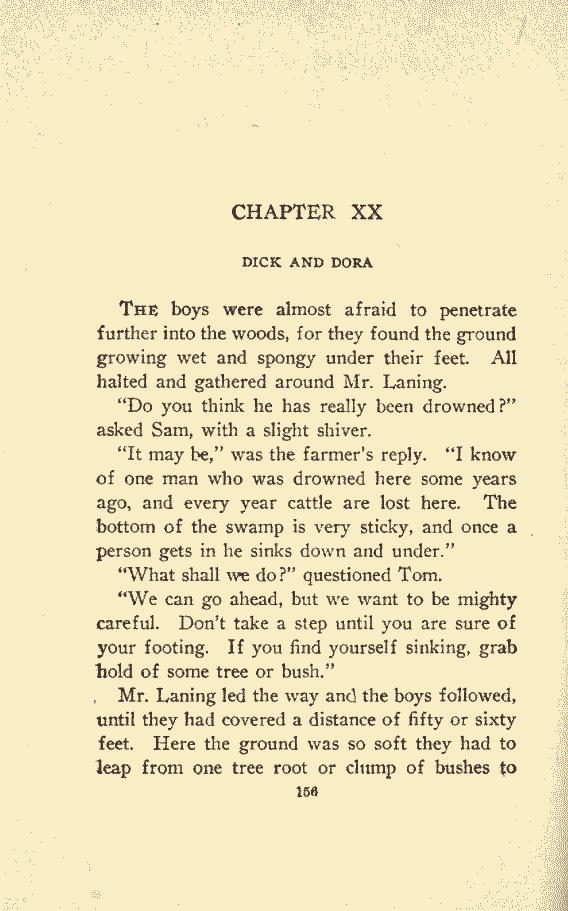 CHAPTER XX
DICK AND DORA
THE boys were almost afraid to penetrate
further into the woods, for they found the ground
growing wet and spongy under their feet. All
halted and gathered around Mr. Laning.
"Do you think he has really been drowned?"
asked Sam, with a slight shiver.
"It may be," was the farmer's reply. "I know
of one man who was drowned here some years
ago, and every year cattle are lost here. The
bottom of the swamp is very sticky, and once a
person gets in he sinks down and under."
"What shall we do?" questioned Tom.
"We can go ahead, but we want to be mighty
careful. Don't take a step until you are sure of
your footing. If you find yourself sinking, grab
hold of some tree or bush."
Mr. Laning led the way and the boys followed,
until they had covered a distance of fifty or sixty
feet. Here the ground was so soft they had to
leap from one tree root or clump of bushes to
156